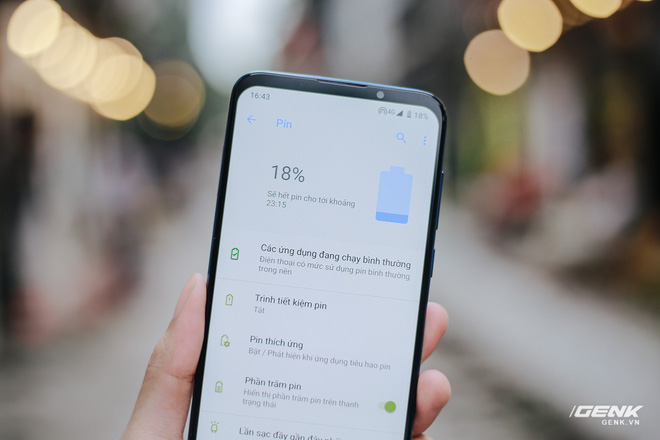 16:43
4G 18%
Pin
18%
Sẽ hết pin cho tới khoảng
23:15
Các ứng dụng đang chạy bình thường
Điện thoại có mức sử dụng pin bình thường
trong nền
Trình tiết kiệm pin
Tắt
Pin thích ứng
Bật / Phát hiện khi ứng dụng tiêu hao pin
Phần trăm pin
Hiển thị phần trăm pin trên thanh
trạng thái
Lần sạc đầy gần đây nhất
GENK
GENK.VN